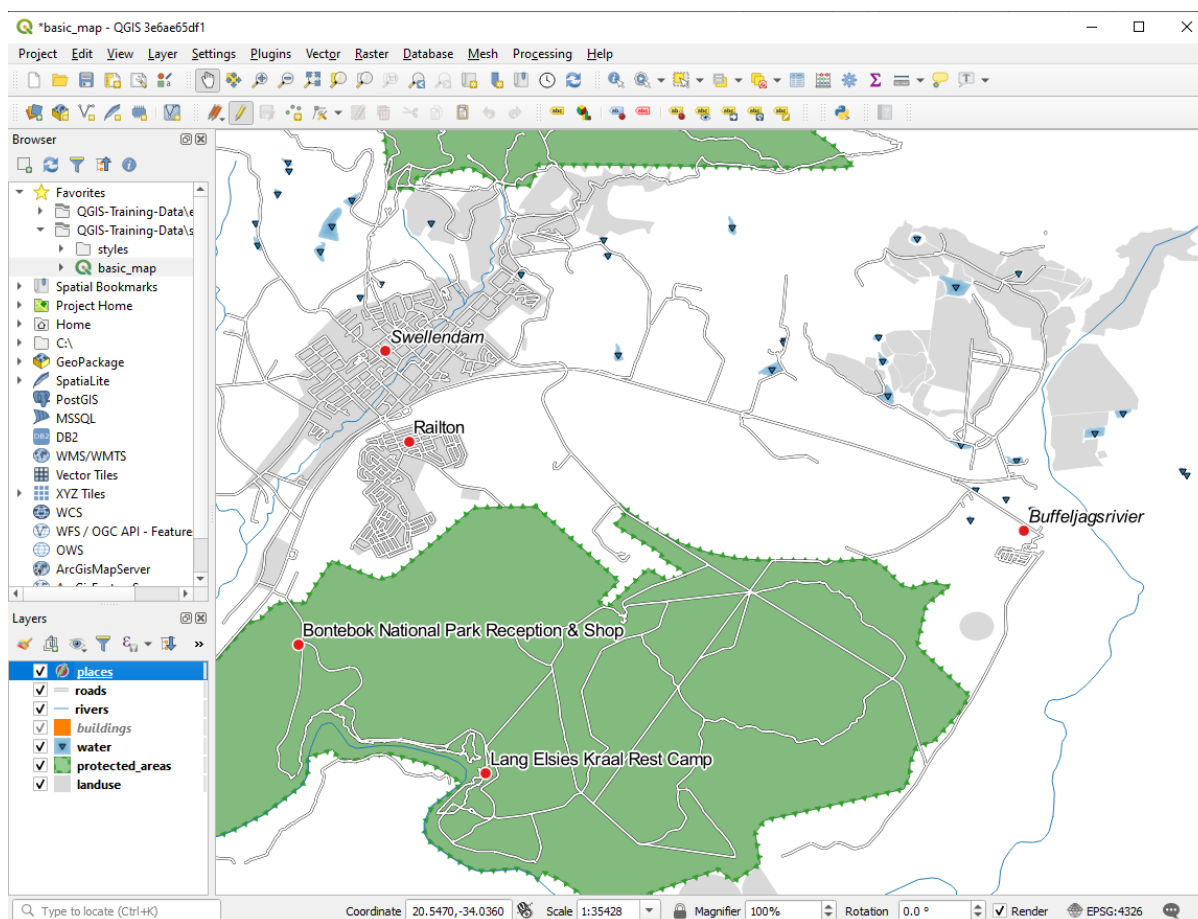 *basic_map - QGIS 3e6ae65df1
Project Edit View Layer Settings Plugins Vector Raster Database Mesh Processing Help
Browser
Favorites
QGIS-Training-Data\e
QGIS-Training-Data\s
styles
basic_map
Spatial Bookmarks
Project Home
Home
C:\
GeoPackage
SpatiaLite
PostGIS
MSSQL
DB2
WMS/WMTS
Vector Tiles
XYZ Tiles
WCS
WFS / OGC API - Feature
OWS
ArcGisMapServer
Layers
places
roads
rivers
buildings
water
protected_areas
landuse
Swellendam
Railton
Buffeljagsrivier
Bontebok National Park Reception & Shop
Lang Elsies Kraal Rest Camp
Type to locate (Ctrl+K) Coordinate 20.5470,-34.0360 Scale 1:35428 Magnifier 100% Rotation 0.0 ° Render EPSG:4326